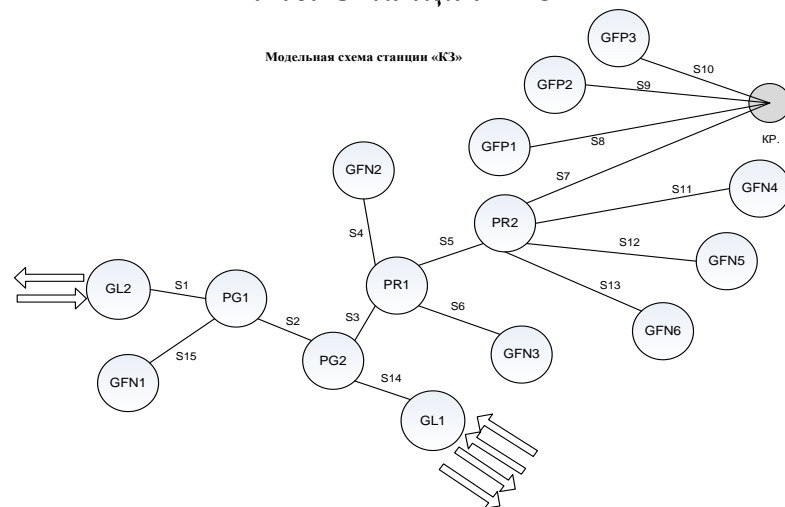 Модельная схема станции «КЗ»
GFP3
S10
GFP2
S9
КР.
GFP1
S8
S7
GFN2
GFN4
S11
PR2
S4
S5
S12
GFN5
GL2
S1
PG1
PR1
S13
S2
S3
S6
GFN6
GFN3
S15
PG2
GFN1
S14
GL1